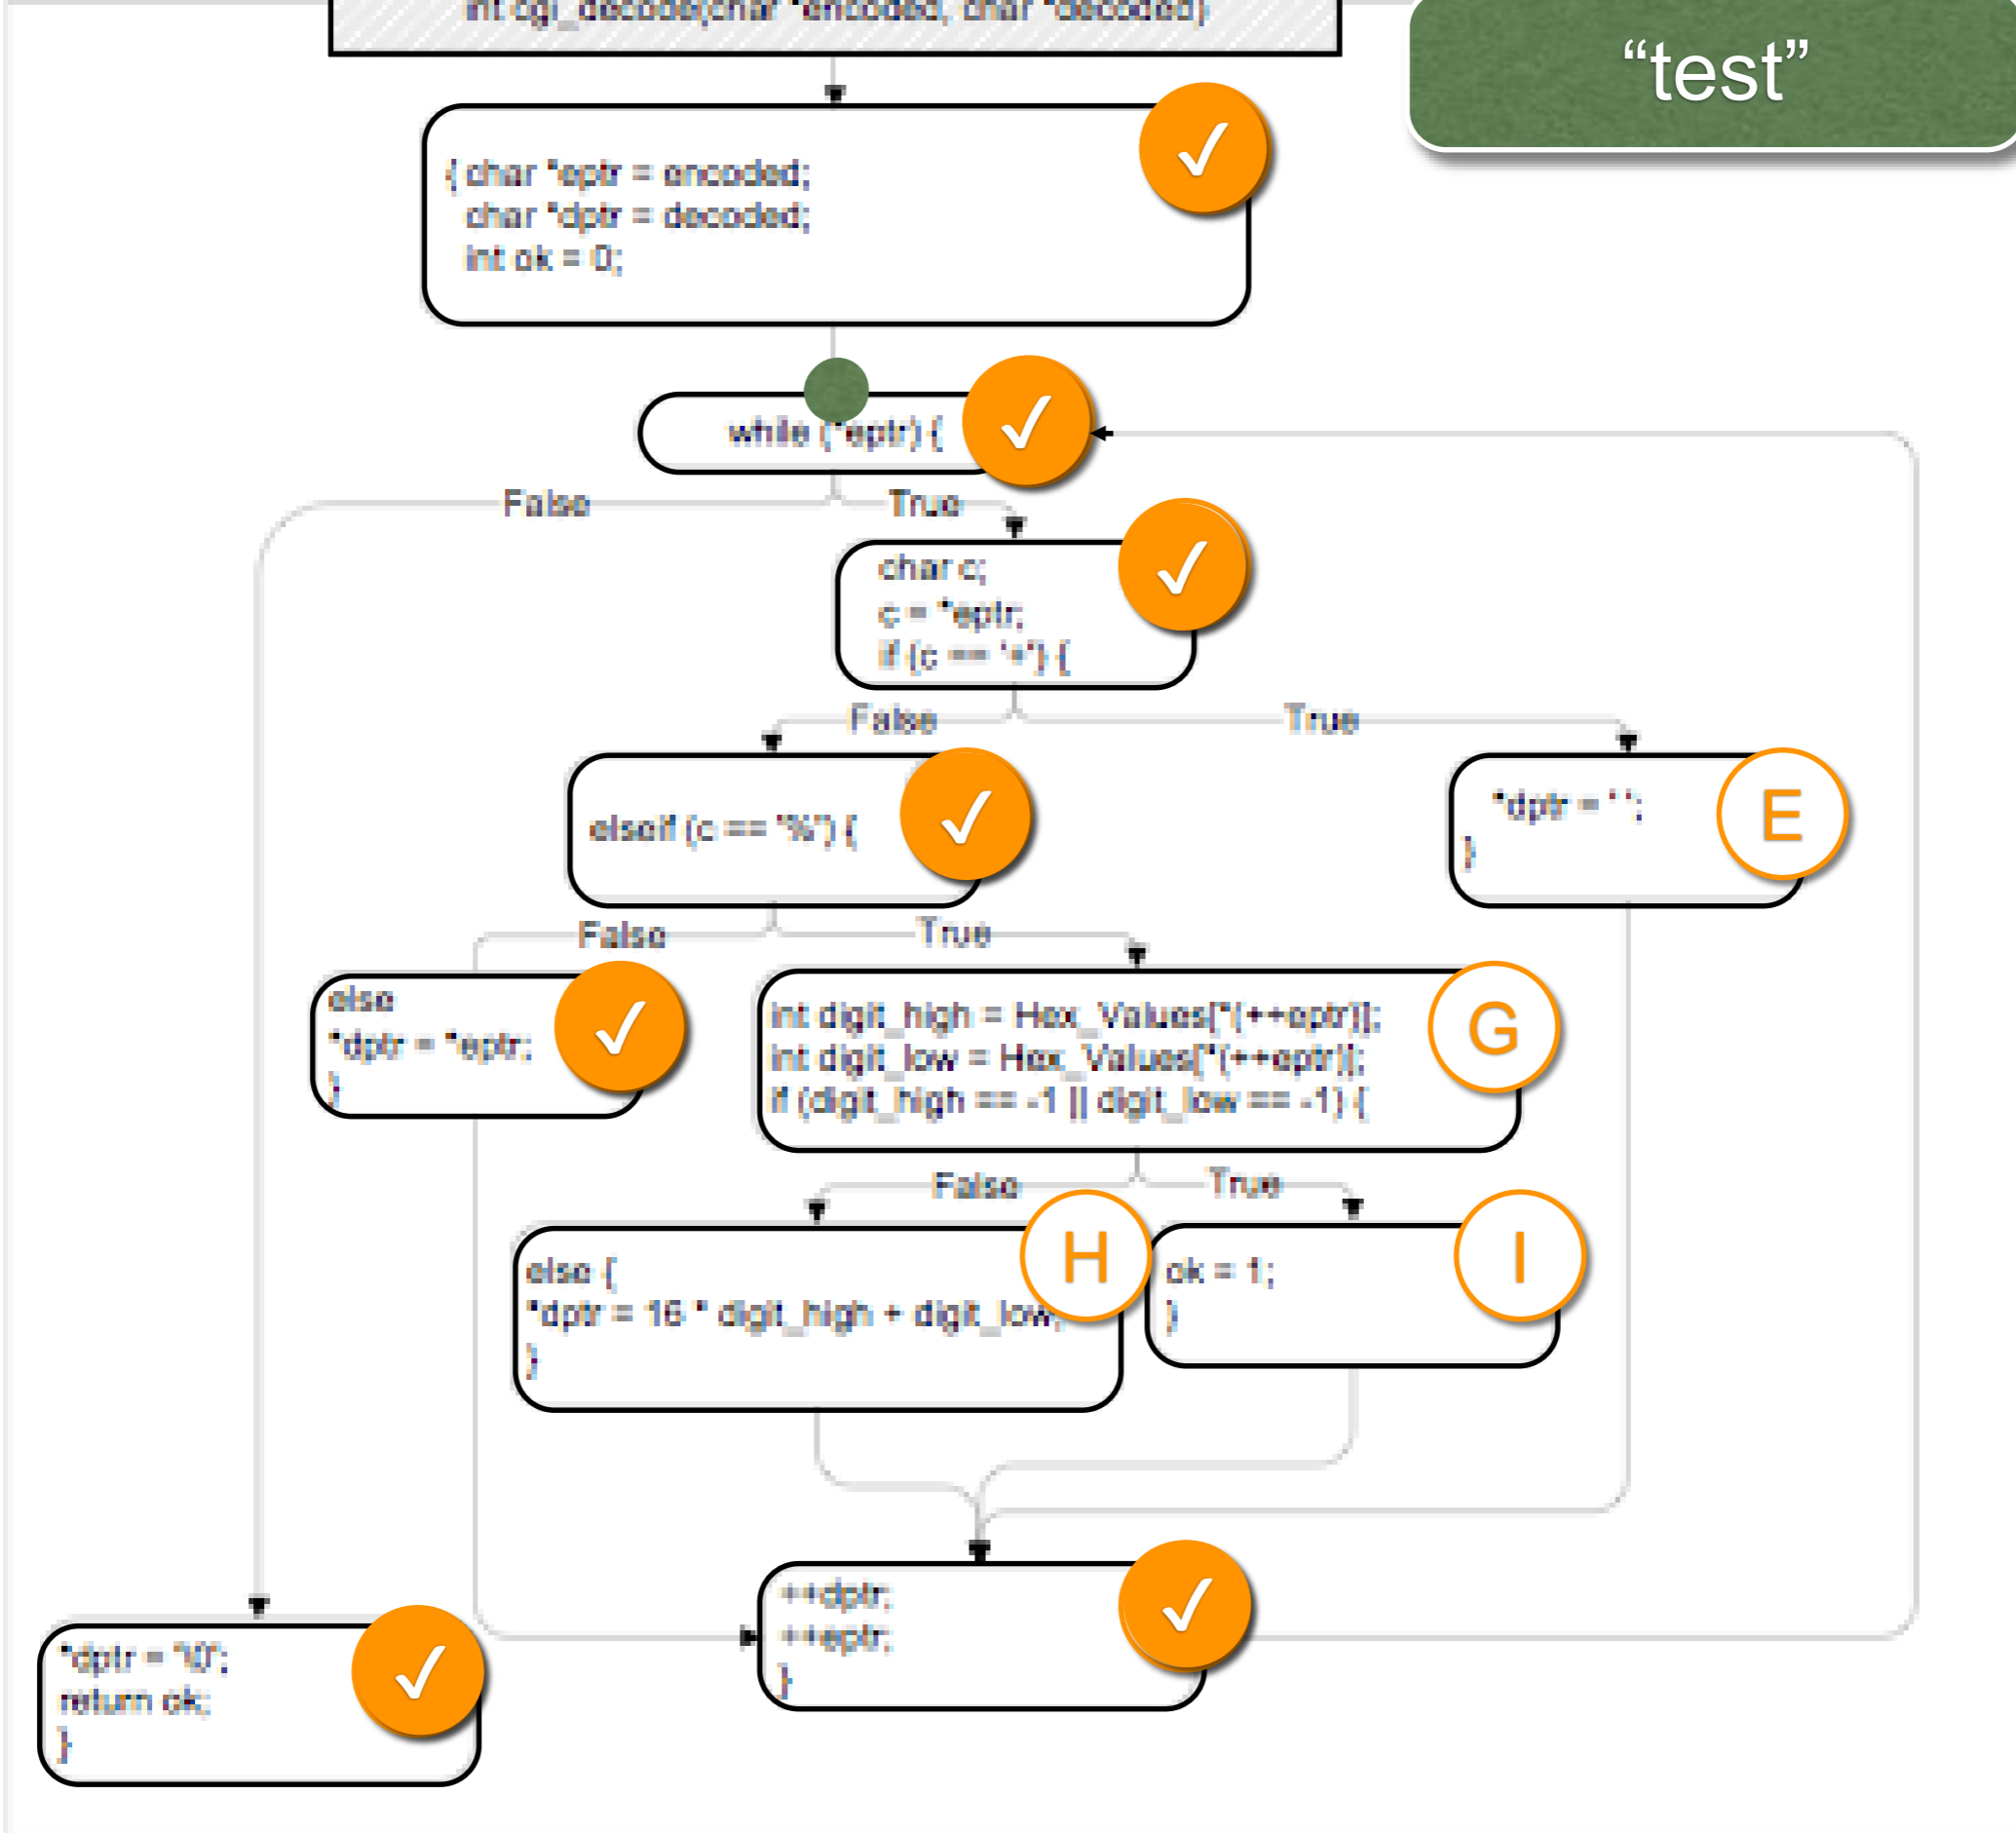 int cgi_decode(char *encoded, char *decoded)
“test”
{ char *eptr = encoded;
char *dptr = decoded;
int ok = 0;
while (*eptr) {
False
True
char c;
c = *eptr;
if (c == '+') {
False
True
elseif (c == '%') {
*dptr = ' ';
}
E
False
True
else
*dptr = *eptr;
}
int digit_high = Hex_Values[*(++eptr)];
int digit_low = Hex_Values[*(++eptr)];
if (digit_high == -1 || digit_low == -1) {
G
False
True
else {
*dptr = 16 * digit_high + digit_low;
}
H
ok = 1;
}
I
++dptr;
++eptr;
}
*dptr = '\0';
return ok;
}